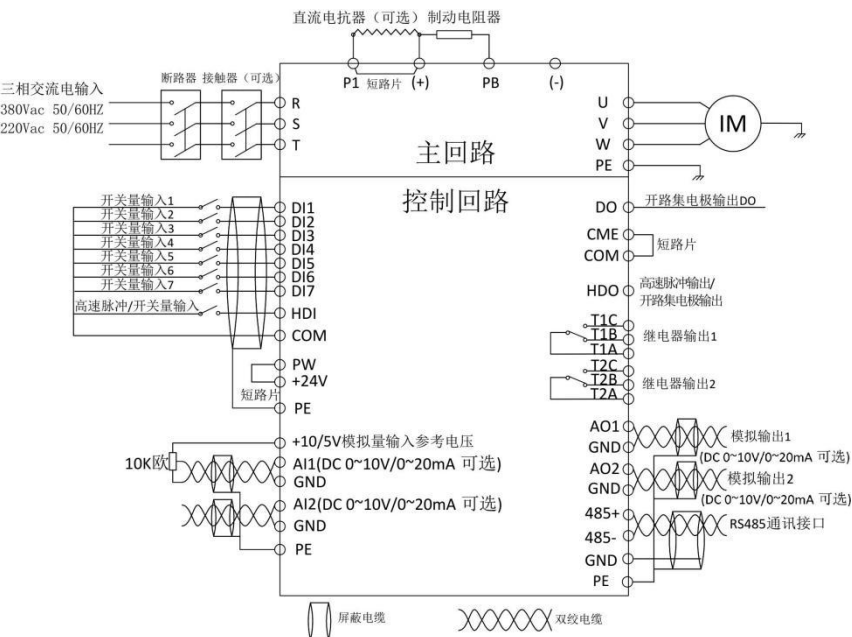 直流电抗器（可选） 制动电阻器
P1 短路片 (+) PB (-)
断路器 接触器（可选）
三相交流电输入
380Vac 50/60HZ
220Vac 50/60HZ
R
S
T
主回路
U
V
W
PE
IM
控制回路
开关量输入1
开关量输入2
开关量输入3
开关量输入4
开关量输入5
开关量输入6
开关量输入7
高速脉冲/开关量输入
DI1
DI2
DI3
DI4
DI5
DI6
DI7
HDI
COM
PW
+24V
短路片
PE
+10/5V模拟量输入参考电压
10K欧
AI1(DC 0~10V/0~20mA 可选)
GND
AI2(DC 0~10V/0~20mA 可选)
GND
PE
DO 开路集电极输出DO
CME
短路片
COM
HDO 高速脉冲输出/
开路集电极输出
T1C
T1B 继电器输出1
T1A
T2C
T2B 继电器输出2
T2A
AO1
模拟输出1
GND
(DC 0~10V/0~20mA 可选)
AO2
模拟输出2
GND
(DC 0~10V/0~20mA 可选)
485+
RS485通讯接口
485-
GND
PE
屏蔽电缆 双绞电缆